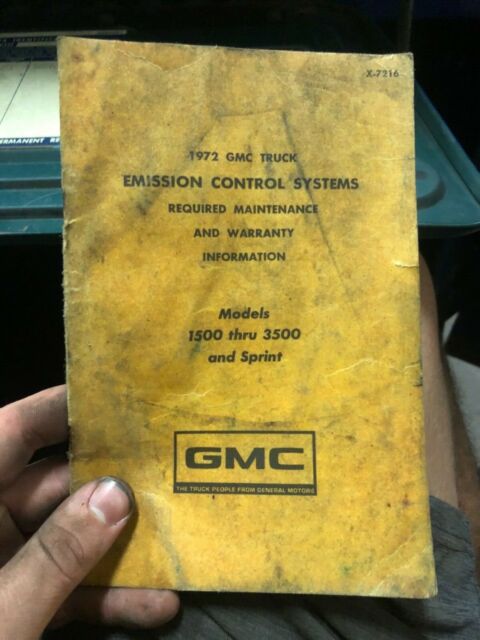 X-7216
1972 GMC TRUCK
EMISSION CONTROL SYSTEMS
REQUIRED MAINTENANCE
AND WARRANTY
INFORMATION
Models
1500 thru 3500
and Sprint
GMC
THE TRUCK PEOPLE FROM GENERAL MOTORS